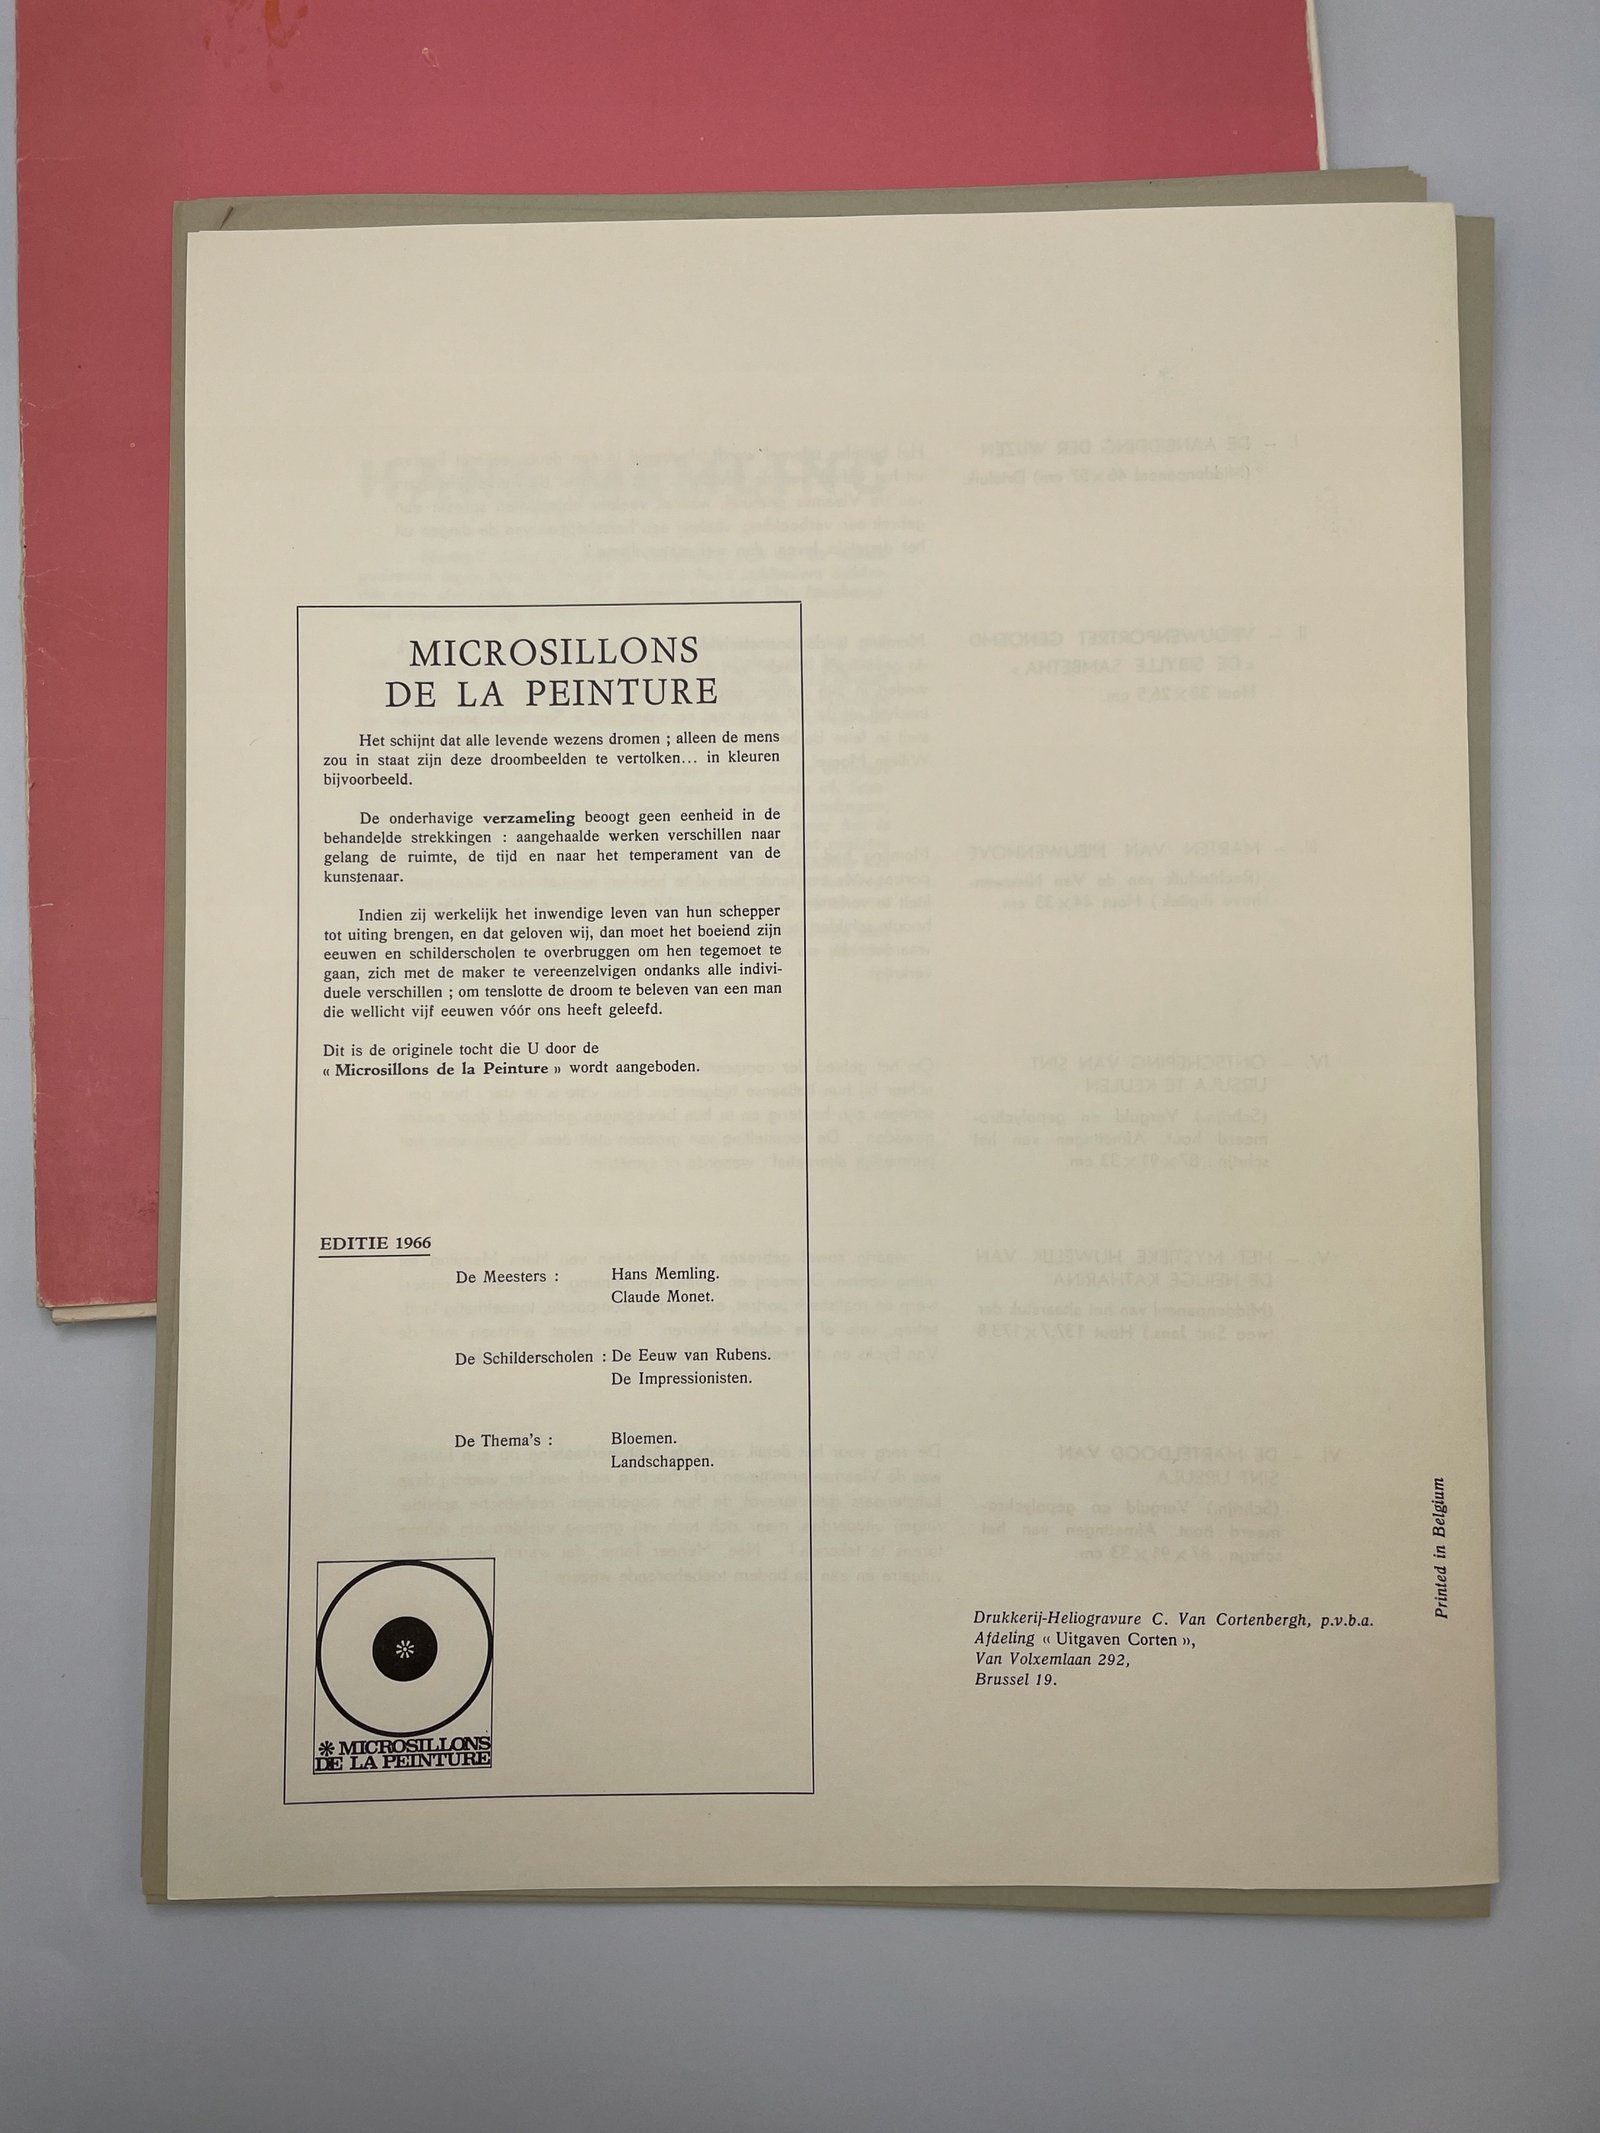 MICROSILLONS
DE LA PEINTURE
Het schijnt dat alle levende wezens dromen ; alleen de mens
zou in staat zijn deze droombeelden te vertolken... in kleuren
bijvoorbeeld.
De onderhavige verzameling beoogt geen eenheid in de
behandelde strekkingen : aangehaalde werken verschillen naar
gelang de ruimte, de tijd en naar het temperament van de
kunstenaar.
Indien zij werkelijk het inwendige leven van hun schepper
tot uiting brengen, en dat geloven wij, dan moet het boeiend zijn
eeuwen en schilderscholen te overbruggen om hen tegemoet te
gaan, zich met de maker te vereenzelvigen ondanks alle indivi-
duele verschillen ; om tenslotte de droom te beleven van een man
die wellicht vijf eeuwen vóór ons heeft geleefd.
Dit is de originele tocht die U door de
« Microsillons de la Peinture » wordt aangeboden.
EDITIE 1966
De Meesters : Hans Memling.
Claude Monet.
De Schilderscholen : De Eeuw van Rubens.
De Impressionisten.
De Thema's : Bloemen.
Landschappen.
MICROSILLONS
DE LA PEINTURE
Drukkerij-Heliogravure C. Van Cortenbergh, p.v.b.a.
Afdeling « Uitgaven Corten »,
Van Volxemlaan 292,
Brussel 19.
Printed in Belgium